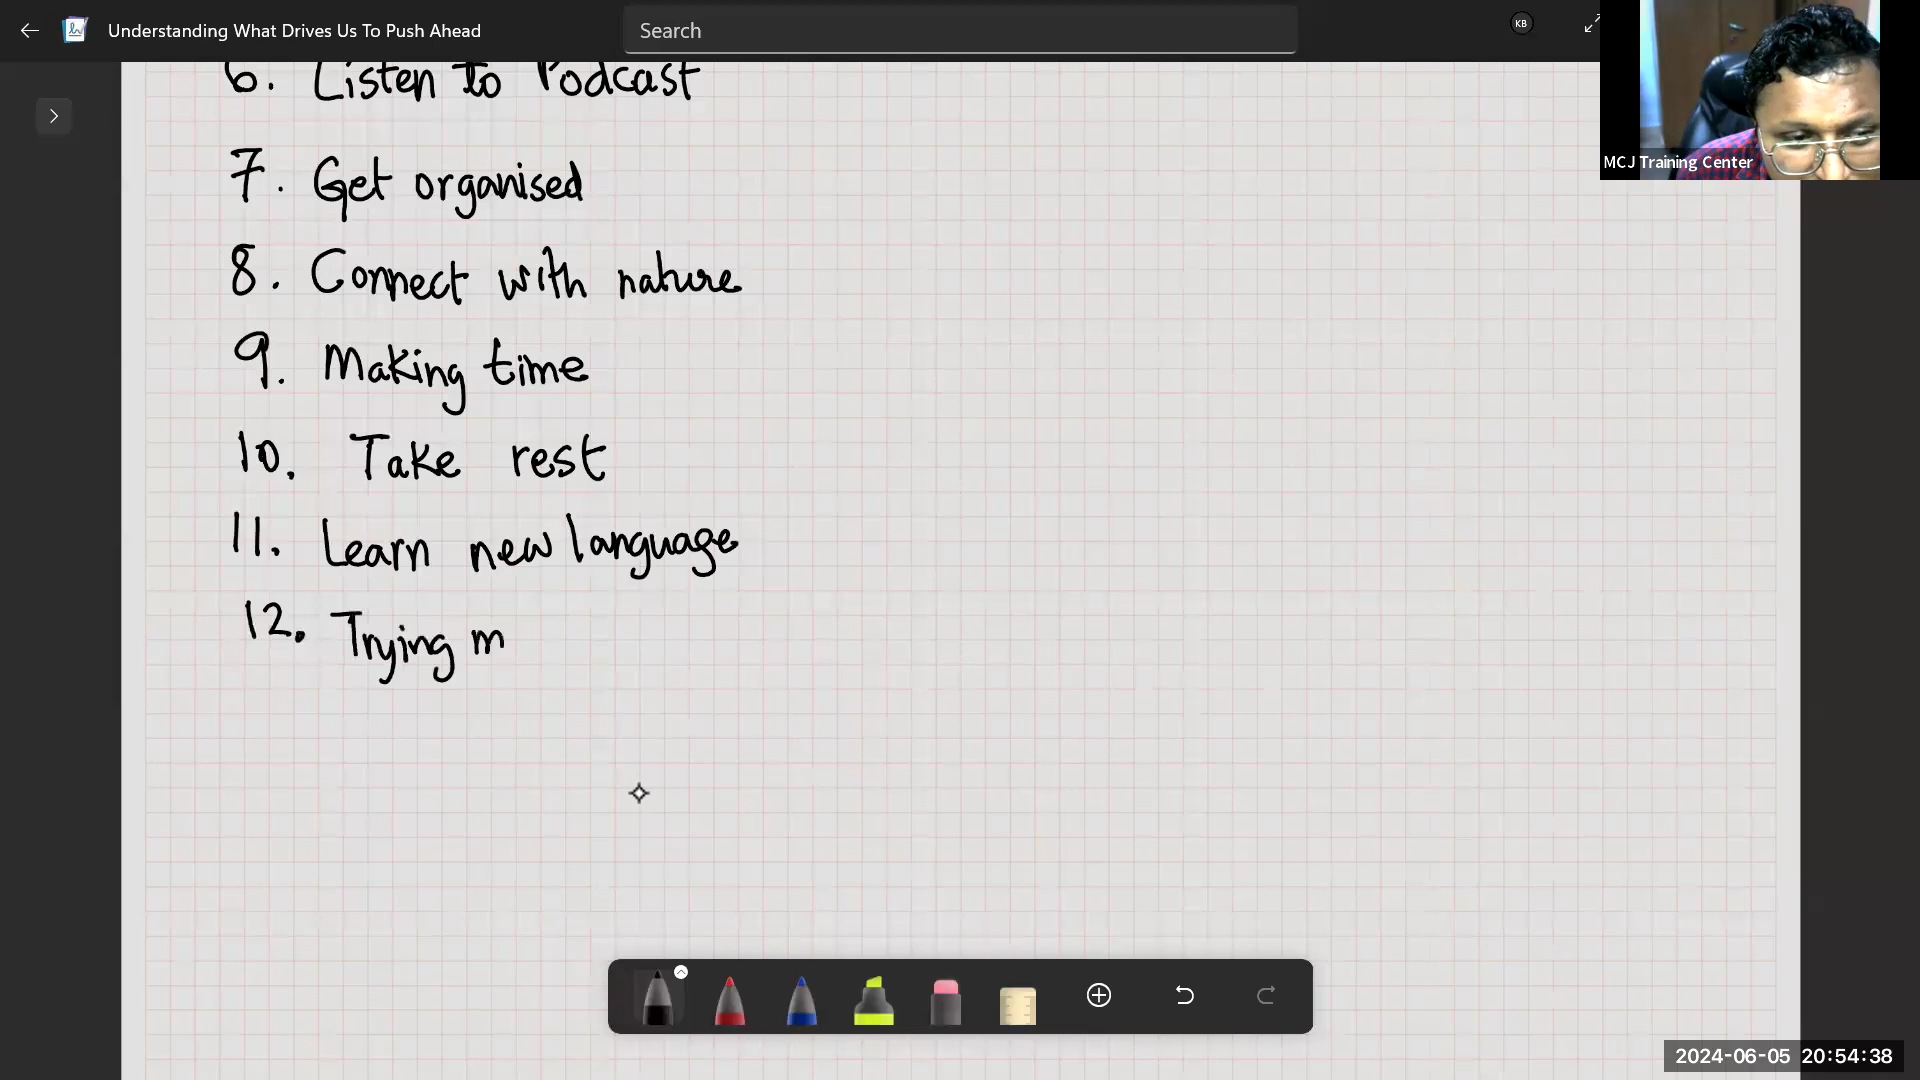 Understanding What Drives Us To Push Ahead
Search
KB
MCJ Training Center
6. Listen to Podcast
7. Get organised
8. Connect with nature
9. Making time
10. Take rest
11. Learn new language
12. Trying m
2024-06-05 20:54:38